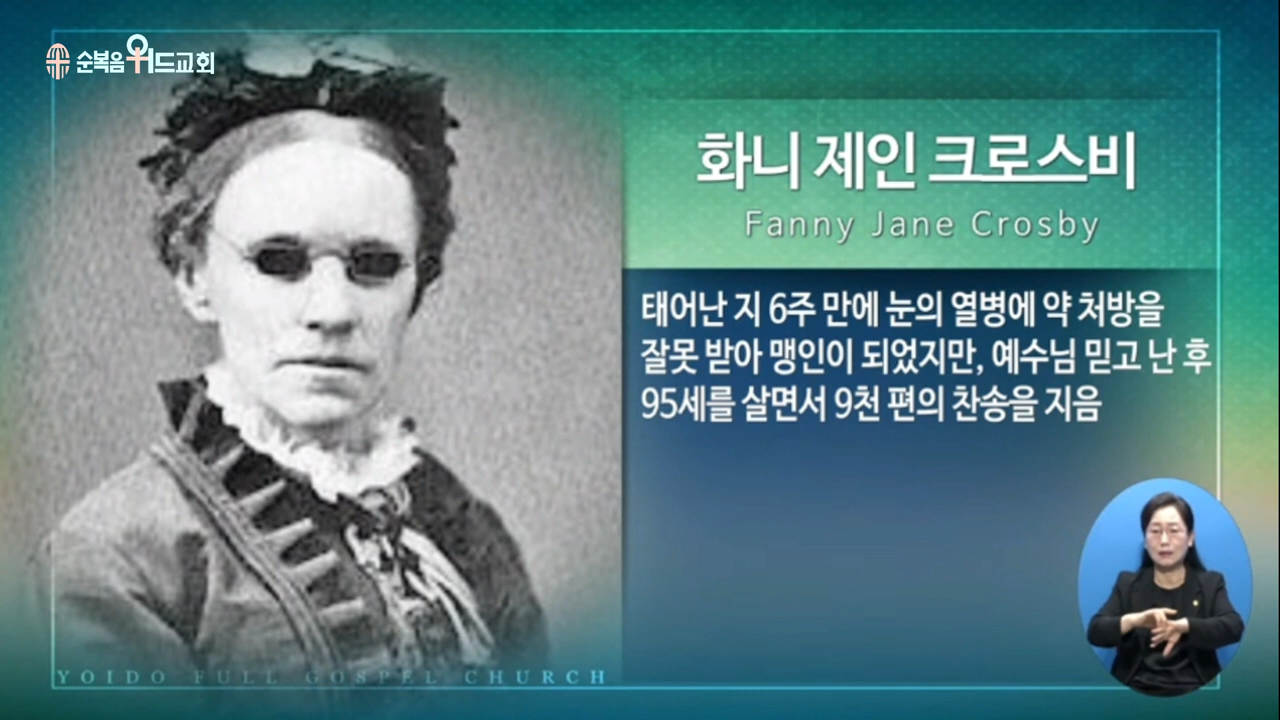 순복음위드교회
화니 제인 크로스비
Fanny Jane Crosby
태어난 지 6주 만에 눈의 열병에 약 처방을
잘못 받아 맹인이 되었지만, 예수님 믿고 난 후
95세를 살면서 9천 편의 찬송을 지음
YOIDO FULL GOSPEL CHURCH